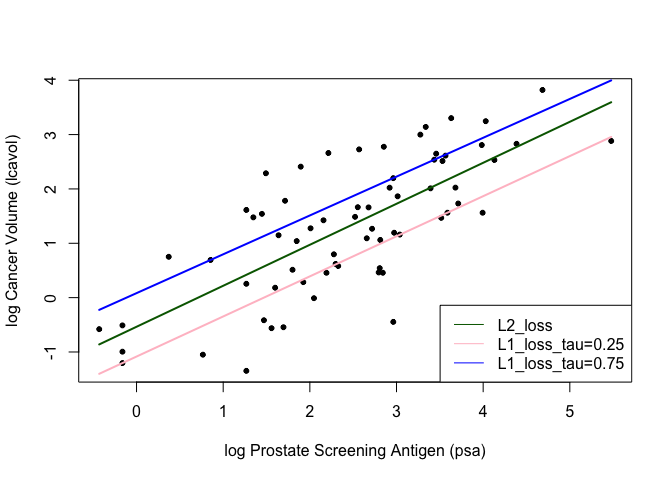 4
3
2
1
0
-1
log Cancer Volume (lcavol)
L2_loss
L1_loss_tau=0.25
L1_loss_tau=0.75
0 1 2 3 4 5
log Prostate Screening Antigen (psa)